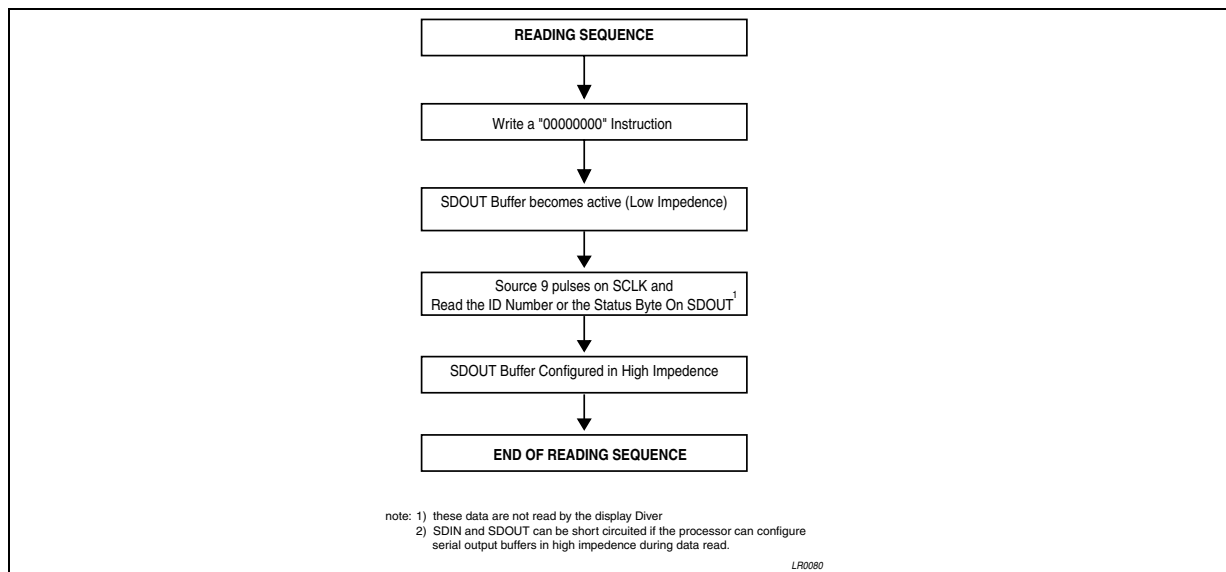 READING SEQUENCE
Write a "00000000" Instruction
SDOUT Buffer becomes active (Low Impedence)
Source 9 pulses on SCLK and
Read the ID Number or the Status Byte On SDOUT1
SDOUT Buffer Configured in High Impedence
END OF READING SEQUENCE
note: 1) these data are not read by the display Diver
2) SDIN and SDOUT can be short circuited if the processor can configure
serial output buffers in high impedence during data read.
LR0080